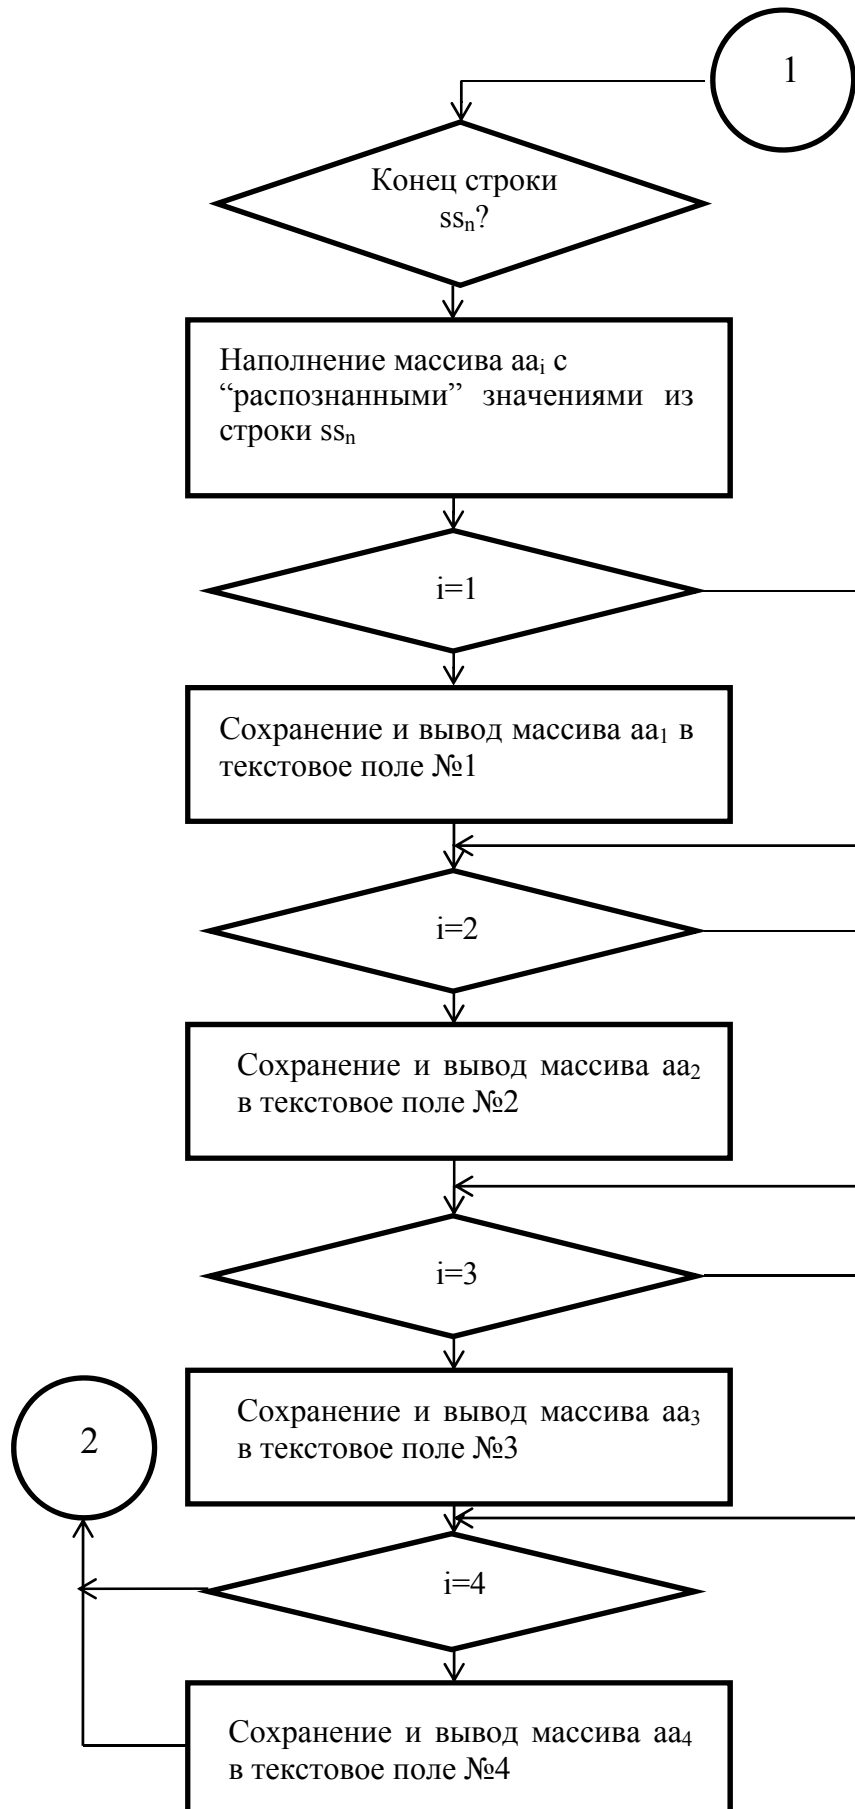 1
Конец строки
ssₙ?
Наполнение массива aaᵢ с
“распознанными” значениями из
строки ssₙ
i=1
Сохранение и вывод массива aa₁ в
текстовое поле №1
i=2
Сохранение и вывод массива aa₂
в текстовое поле №2
i=3
Сохранение и вывод массива aa₃
в текстовое поле №3
2
i=4
Сохранение и вывод массива aa₄
в текстовое поле №4